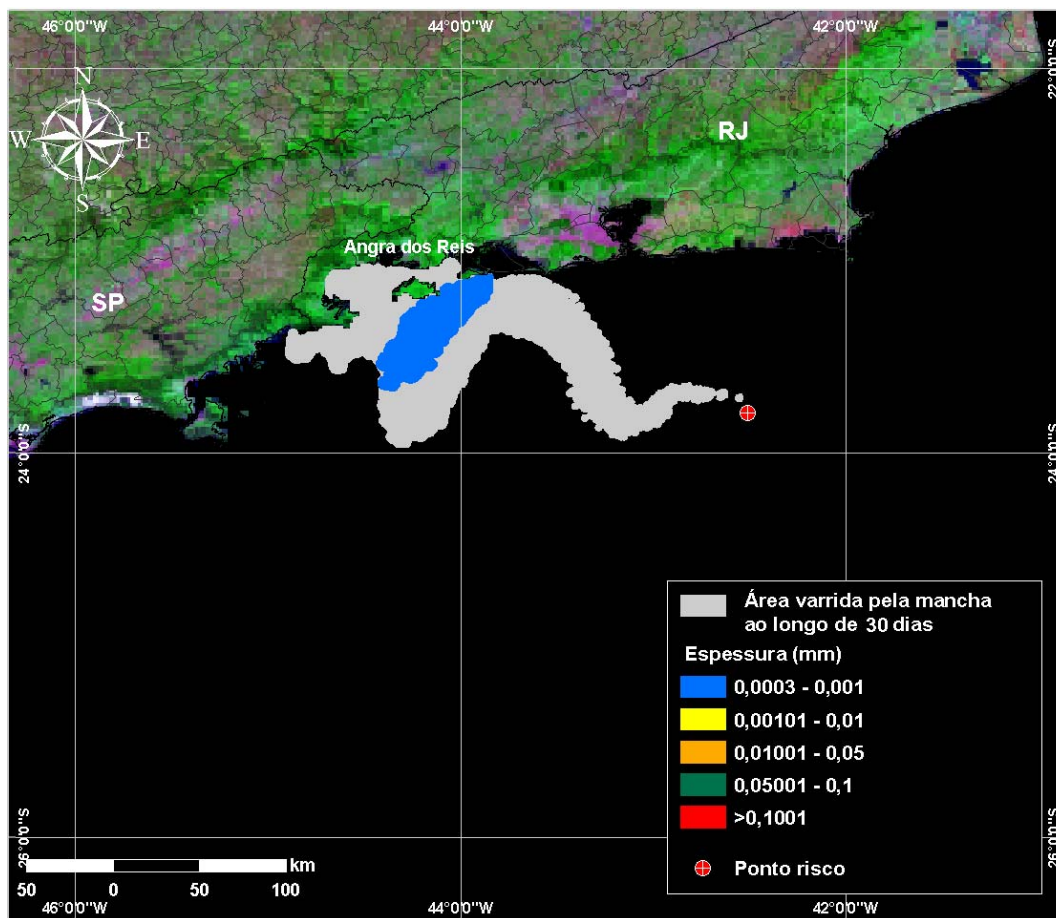 46°0'0"W 44°0'0"W 42°0'0"W
22°0'0"S
N
W E
S
RJ
Angra dos Reis
SP
24°0'0"S 24°0'0"S
Área varrida pela mancha
ao longo de 30 dias
Espessura (mm)
0,0003 - 0,001
0,00101 - 0,01
0,01001 - 0,05
0,05001 - 0,1
>0,1001
Ponto risco
26°0'0"S 26°0'0"S
km
50 0 50 100
46°0'0"W 44°0'0"W 42°0'0"W